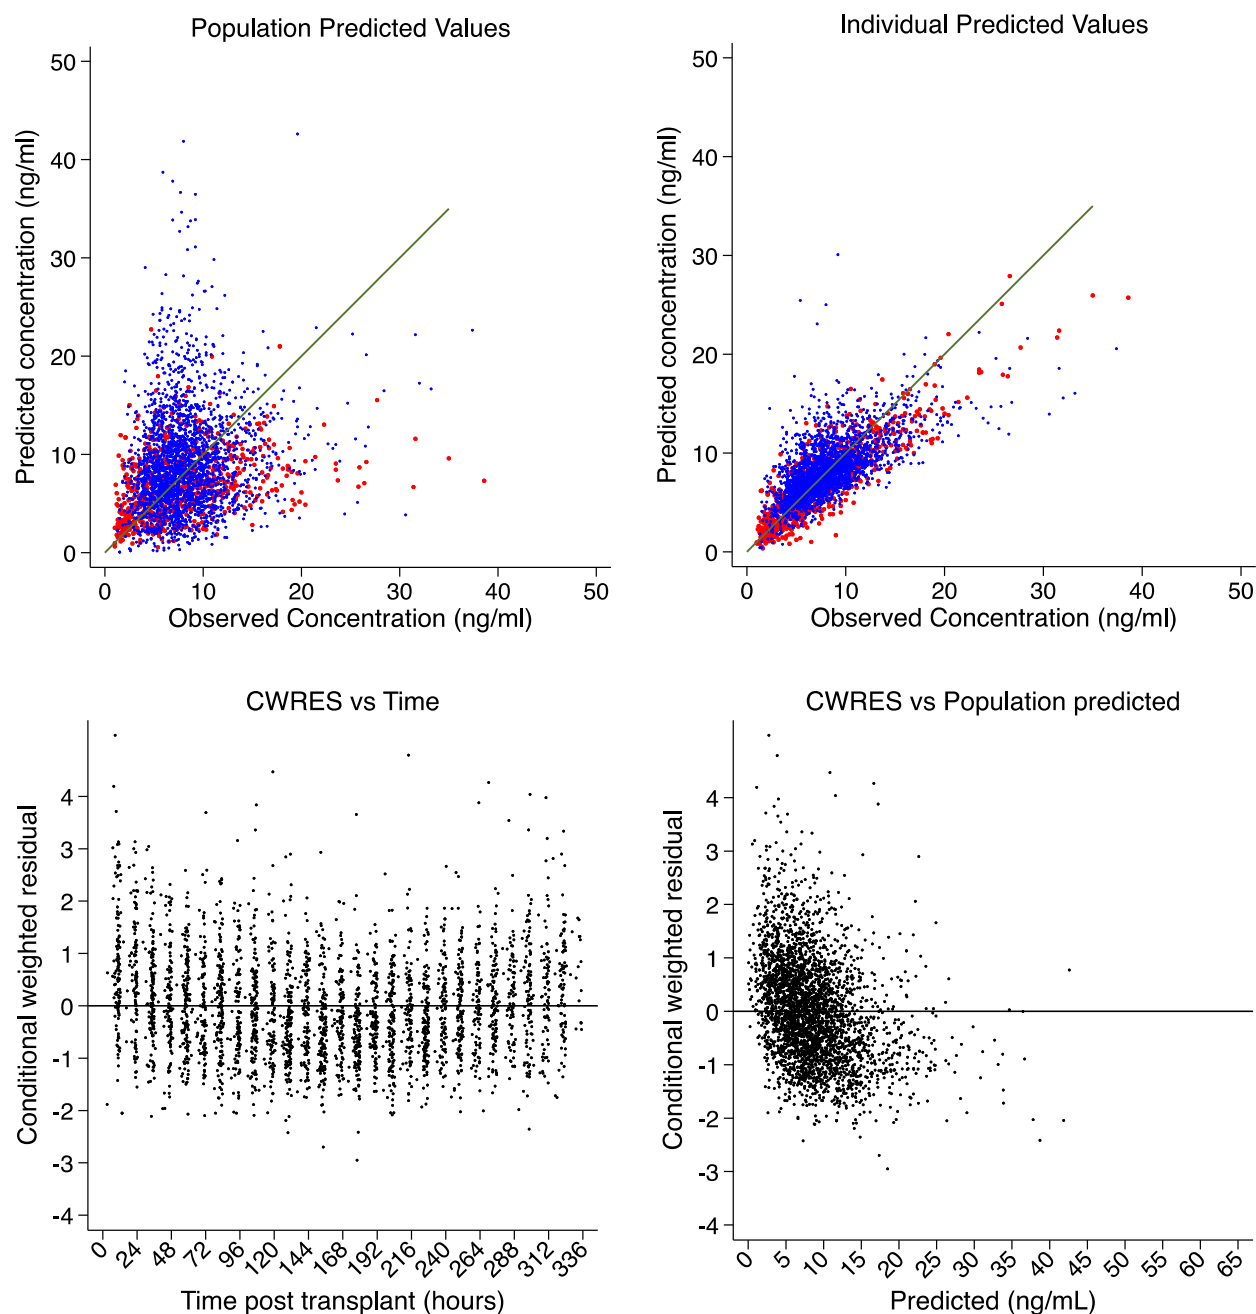 Population Predicted Values
Predicted concentration (ng/ml)
50
40
30
20
10
0
0 10 20 30 40 50
Observed Concentration (ng/ml)
Individual Predicted Values
Predicted concentration (ng/ml)
50
40
30
20
10
0
0 10 20 30 40 50
Observed Concentration (ng/ml)
CWRES vs Time
Conditional weighted residual
4
3
2
1
0
-1
-2
-3
-4
0 24 48 72 96 120 144 168 192 216 240 264 288 312 336
Time post transplant (hours)
CWRES vs Population predicted
Conditional weighted residual
4
3
2
1
0
-1
-2
-3
-4
0 5 10 15 20 25 30 35 40 45 50 55 60 65
Predicted (ng/mL)